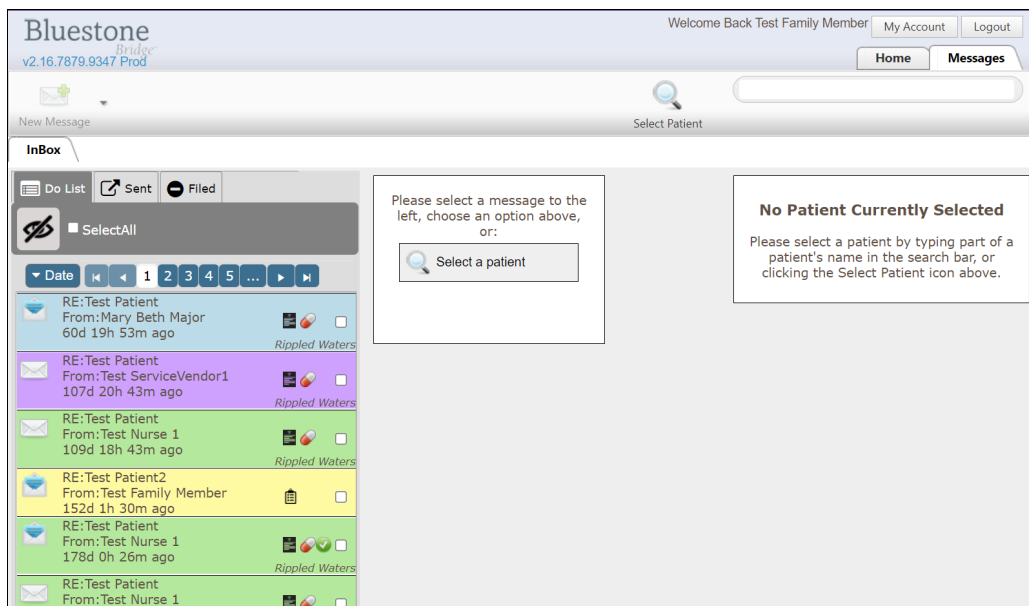 Bluestone
Bridge
v2.16.7879.9347 Prod
Welcome Back Test Family Member
My Account
Logout
Home
Messages
New Message
Select Patient
InBox
Do List
Sent
Filed
SelectAll
Date
1 2 3 4 5 ...
RE:Test Patient
From:Mary Beth Major
60d 19h 53m ago
Rippled Waters
RE:Test Patient
From:Test ServiceVendor1
107d 20h 43m ago
Rippled Waters
RE:Test Patient
From:Test Nurse 1
109d 18h 43m ago
Rippled Waters
RE:Test Patient2
From:Test Family Member
152d 1h 30m ago
RE:Test Patient
From:Test Nurse 1
178d 0h 26m ago
Rippled Waters
RE:Test Patient
From:Test Nurse 1
Please select a message to the
left, choose an option above,
or:
Select a patient
No Patient Currently Selected
Please select a patient by typing part of a
patient's name in the search bar, or
clicking the Select Patient icon above.